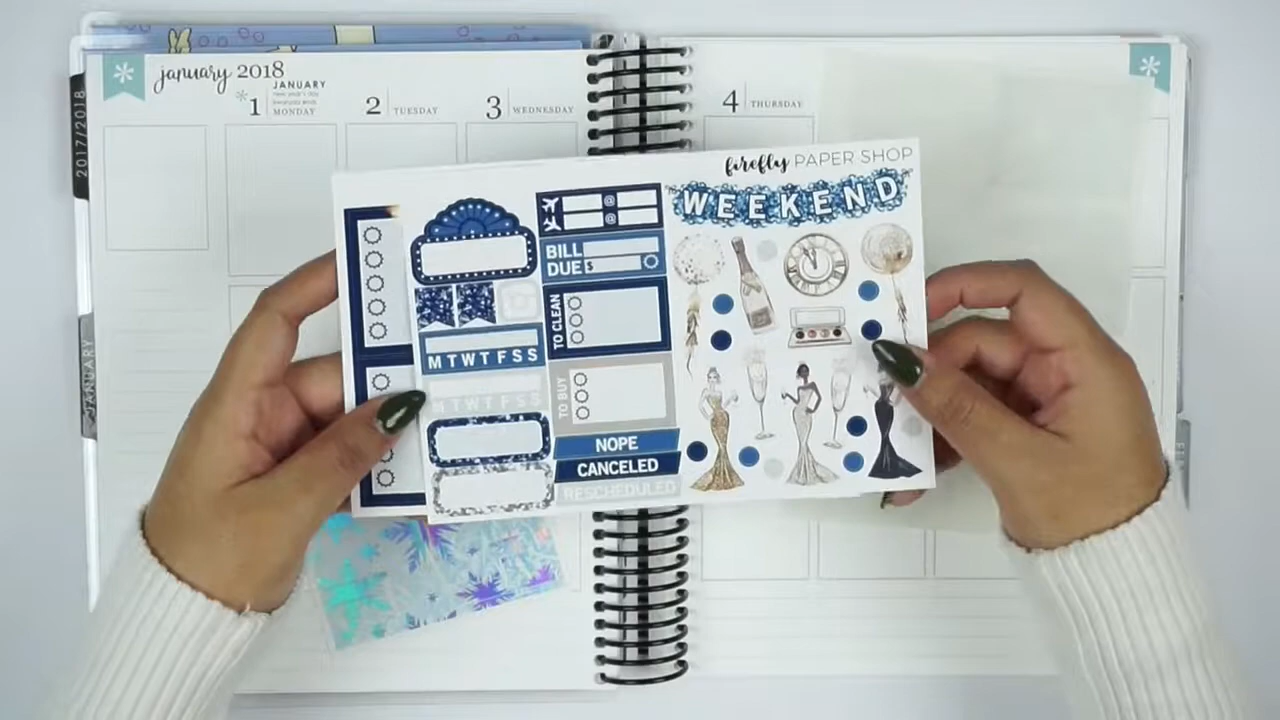 january 2018
2017/2018
JANUARY
1
JANUARY
MONDAY
2 TUESDAY
3 WEDNESDAY
4 THURSDAY
firefly PAPER SHOP
WEEKEND
@
@
BILL
DUE $
TO CLEAN
M T W T F S S
M T W T F S S
TO BUY
NOPE
CANCELED
RESCHEDULED